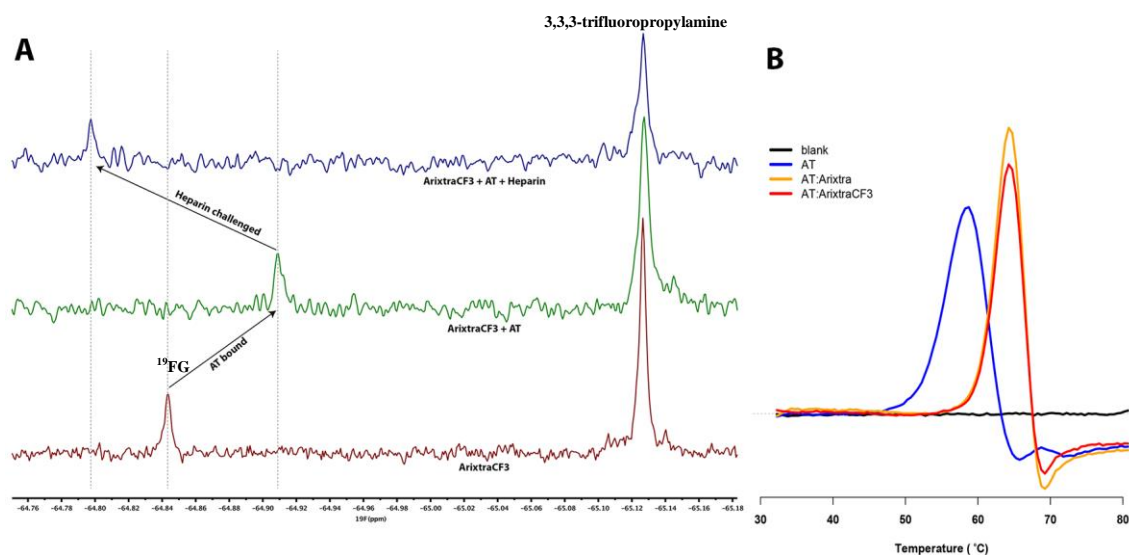 3,3,3-trifluoropropylamine
A
ArixtraCF3 + AT + Heparin
Heparin challenged
ArixtraCF3 + AT
19FG
AT bound
ArixtraCF3
-64.76 -64.78 -64.80 -64.82 -64.84 -64.86 -64.88 -64.90 -64.92 -64.94 -64.96 -64.98 -65.00 -65.02 -65.04 -65.06 -65.08 -65.10 -65.12 -65.14 -65.16 -65.18
19F(ppm)
B
blank
AT
AT:Arixtra
AT:ArixtraCF3
30 40 50 60 70 80
Temperature ( °C)